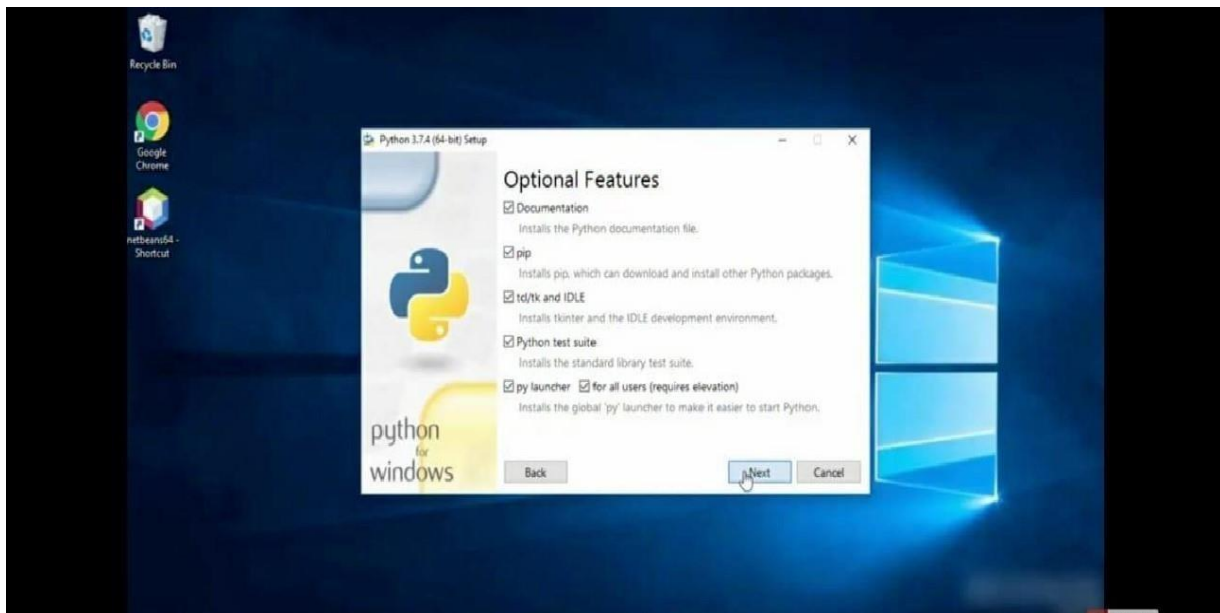 Recycle Bin
Google
Chrome
netbeans64 -
Shortcut
Python 3.7.4 (64-bit) Setup
Optional Features
Documentation
Installs the Python documentation file.
pip
Installs pip, which can download and install other Python packages.
td/tk and IDLE
Installs tkinter and the IDLE development environment.
Python test suite
Installs the standard library test suite.
py launcher for all users (requires elevation)
Installs the global 'py' launcher to make it easier to start Python.
python
for
windows
Back Next Cancel